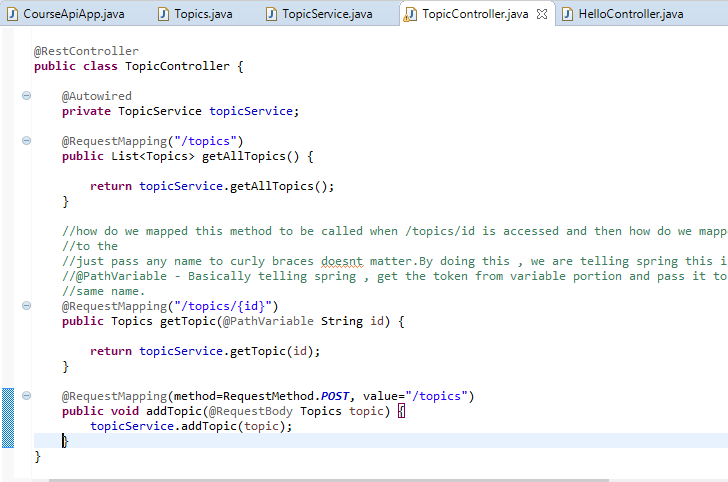 CourseApiApp.java Topics.java TopicService.java TopicController.java HelloController.java
@RestController
public class TopicController {
@Autowired
private TopicService topicService;
@RequestMapping("/topics")
public List<Topics> getAllTopics() {
return topicService.getAllTopics();
}
//how do we mapped this method to be called when /topics/id is accessed and then how do we mapp
//to the
//just pass any name to curly braces doesnt matter.By doing this , we are telling spring this i
//@PathVariable - Basically telling spring , get the token from variable portion and pass it to
//same name.
@RequestMapping("/topics/{id}")
public Topics getTopic(@PathVariable String id) {
return topicService.getTopic(id);
}
@RequestMapping(method=RequestMethod.POST, value="/topics")
public void addTopic(@RequestBody Topics topic) {
topicService.addTopic(topic);
}
}